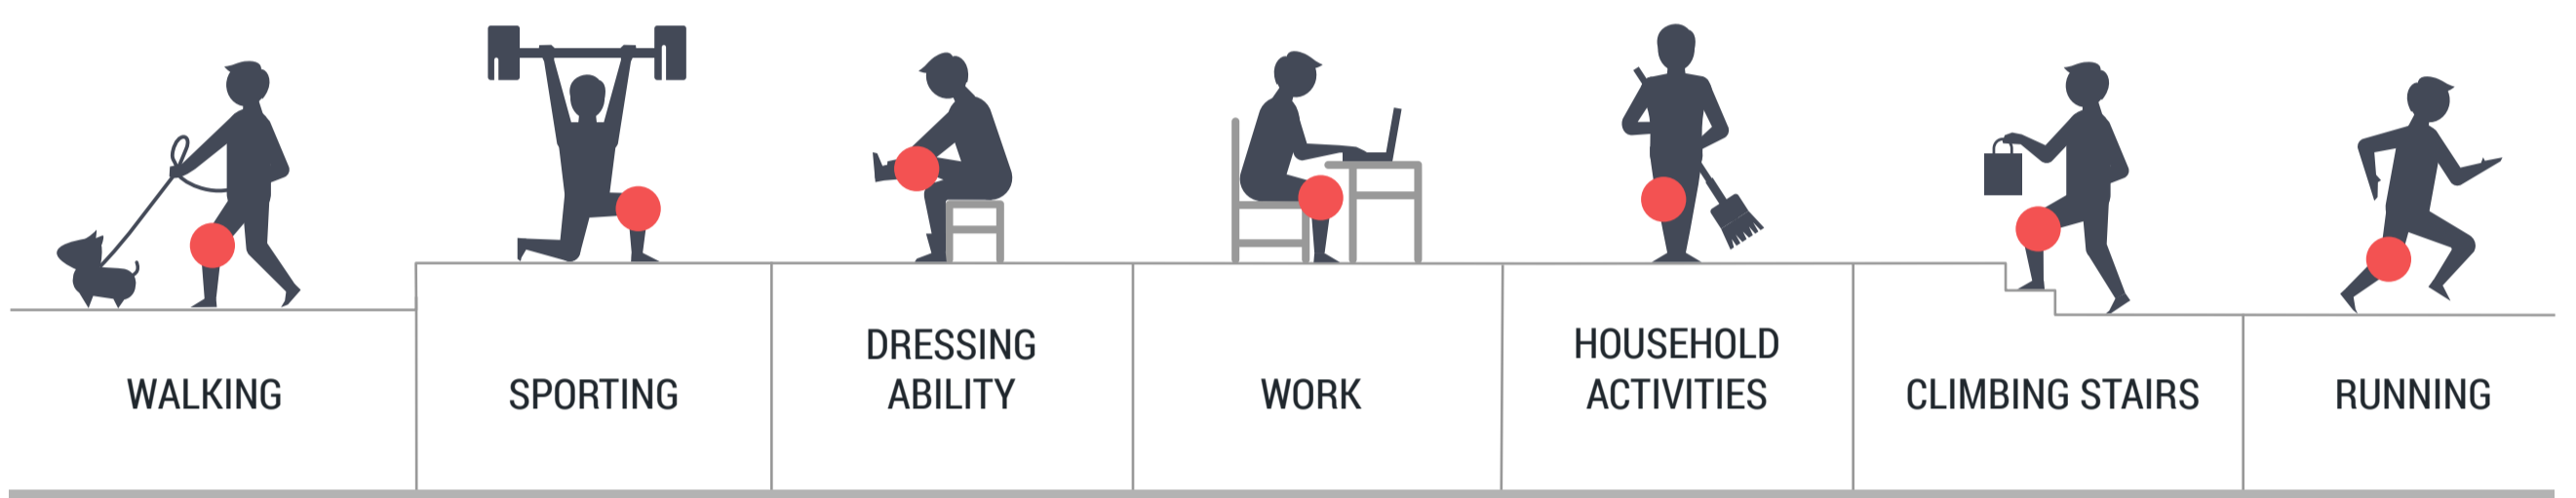 WALKING
SPORTING
DRESSING
ABILITY
WORK
HOUSEHOLD
ACTIVITIES
CLIMBING STAIRS
RUNNING